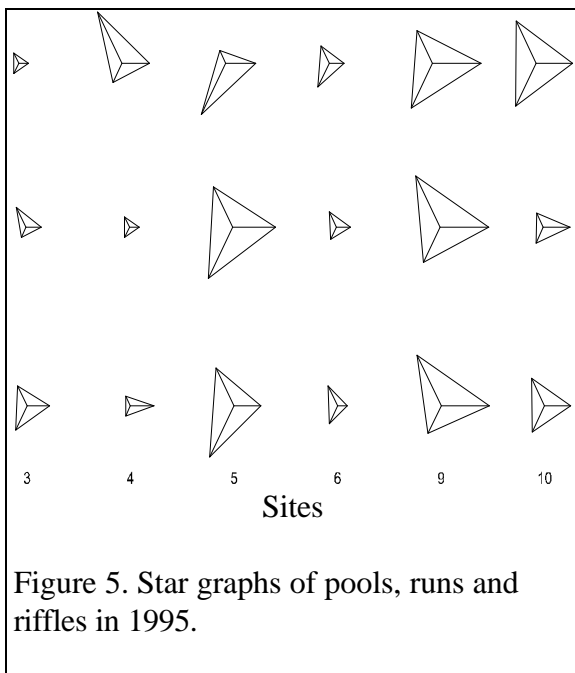 3 4 5 6 9 10
Sites
Figure 5. Star graphs of pools, runs and
riffles in 1995.